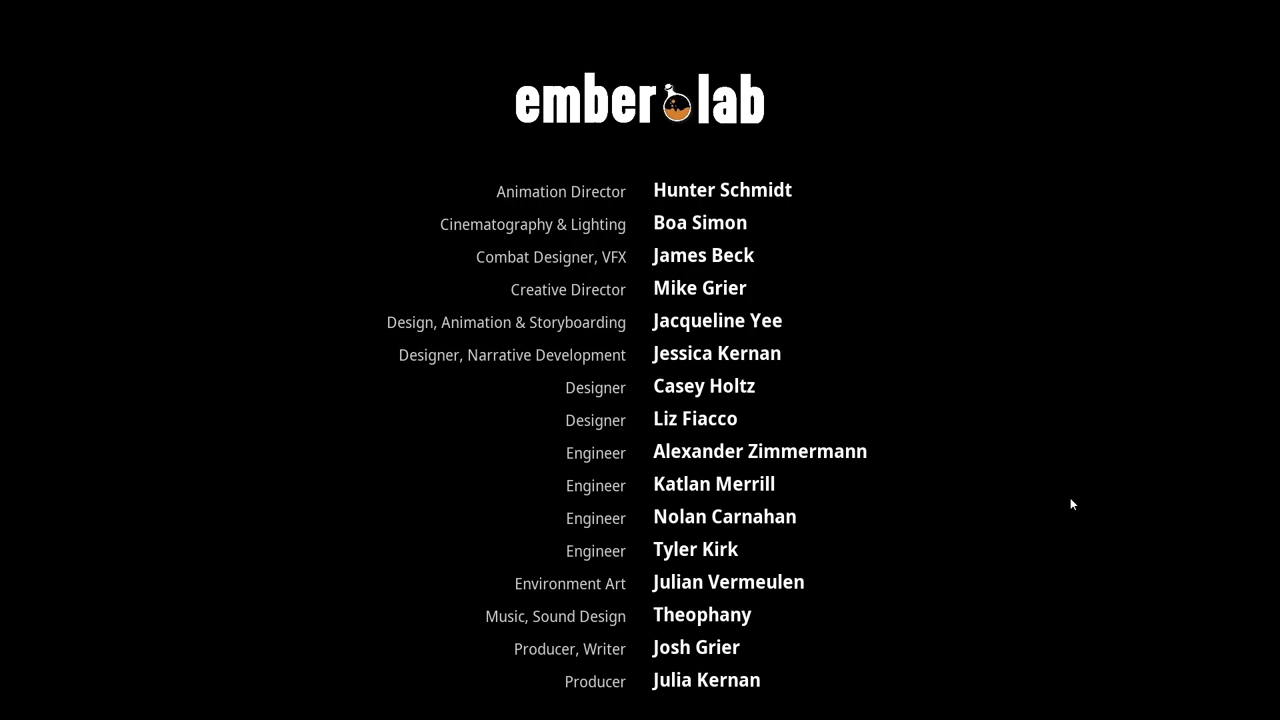 ember lab
Animation Director Hunter Schmidt
Cinematography & Lighting Boa Simon
Combat Designer, VFX James Beck
Creative Director Mike Grier
Design, Animation & Storyboarding Jacqueline Yee
Designer, Narrative Development Jessica Kernan
Designer Casey Holtz
Designer Liz Fiacco
Engineer Alexander Zimmermann
Engineer Katlan Merrill
Engineer Nolan Carnahan
Engineer Tyler Kirk
Environment Art Julian Vermeulen
Music, Sound Design Theophany
Producer, Writer Josh Grier
Producer Julia Kernan